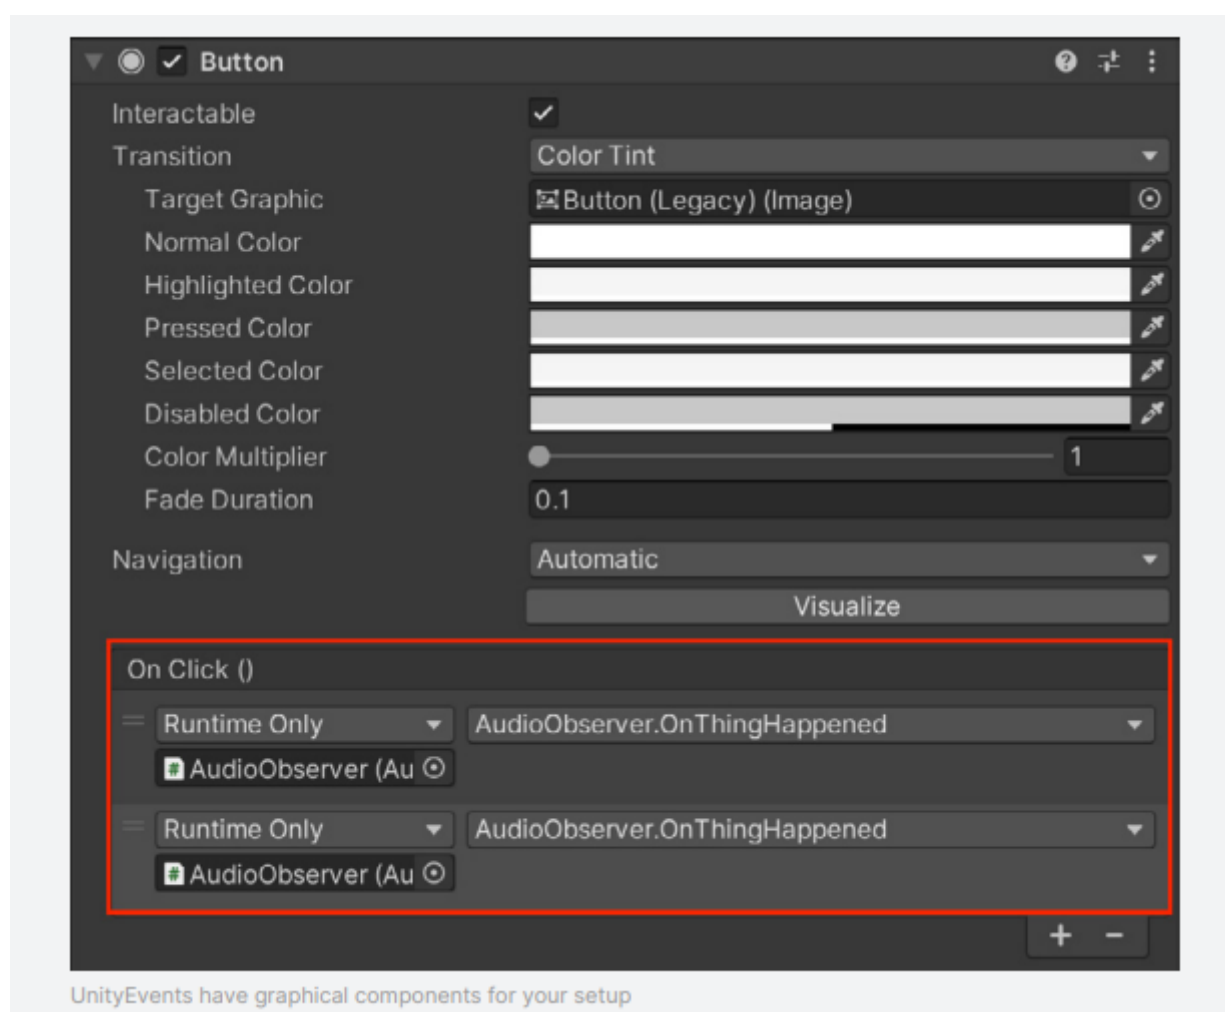 Button
Interactable
Transition Color Tint
Target Graphic Button (Legacy) (Image)
Normal Color
Highlighted Color
Pressed Color
Selected Color
Disabled Color
Color Multiplier 1
Fade Duration 0.1
Navigation Automatic
Visualize
On Click ()
Runtime Only AudioObserver.OnThingHappened
# AudioObserver (Au
Runtime Only AudioObserver.OnThingHappened
# AudioObserver (Au
+ -
UnityEvents have graphical components for your setup